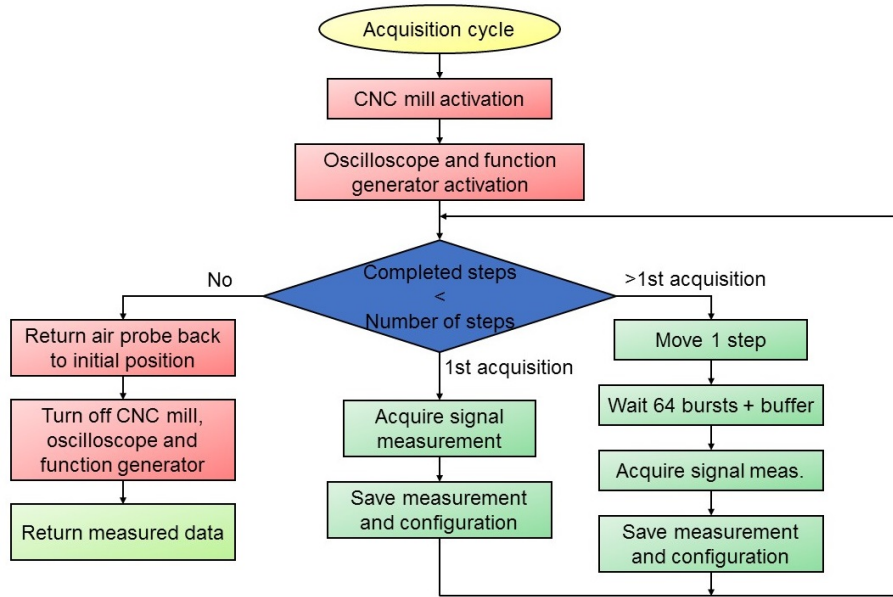 Acquisition cycle
CNC mill activation
Oscilloscope and function
generator activation
Completed steps
<
Number of steps
No
>1st acquisition
1st acquisition
Return air probe back
to initial position
Turn off CNC mill,
oscilloscope and
function generator
Return measured data
Acquire signal
measurement
Save measurement
and configuration
Move 1 step
Wait 64 bursts + buffer
Acquire signal meas.
Save measurement
and configuration